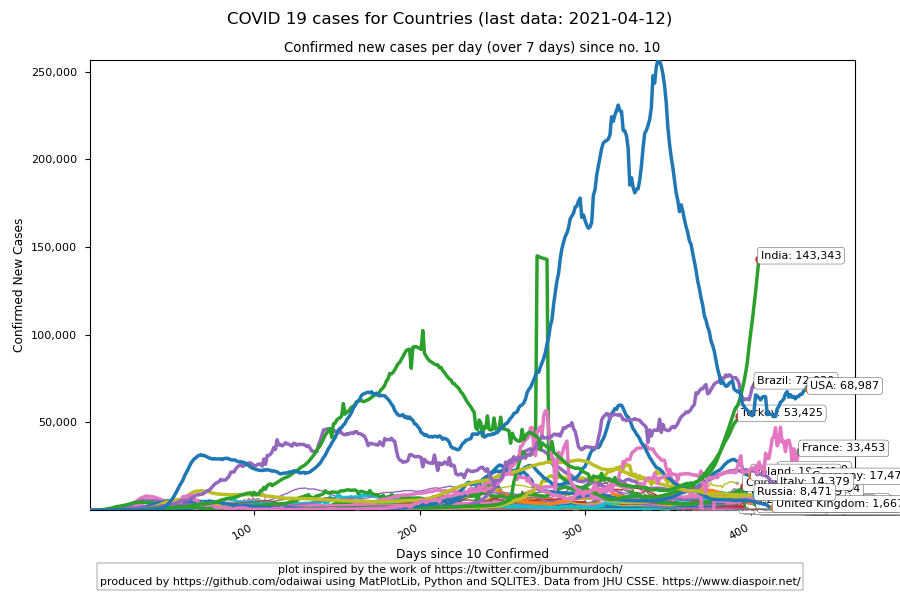 COVID 19 cases for Countries (last data: 2021-04-12)
Confirmed new cases per day (over 7 days) since no. 10
250,000
200,000
150,000
100,000
50,000
Confirmed New Cases
India: 143,343
Brazil: 72,
USA: 68,987
Turkey: 53,425
France: 33,453
Italy: 14,379
Russia: 8,471
United Kingdom: 1,667
100
200
300
400
Days since 10 Confirmed
plot inspired by the work of https://twitter.com/jburnmurdoch/
produced by https://github.com/odaiwai using MatPlotLib, Python and SQLITE3. Data from JHU CSSE. https://www.diaspoir.net/